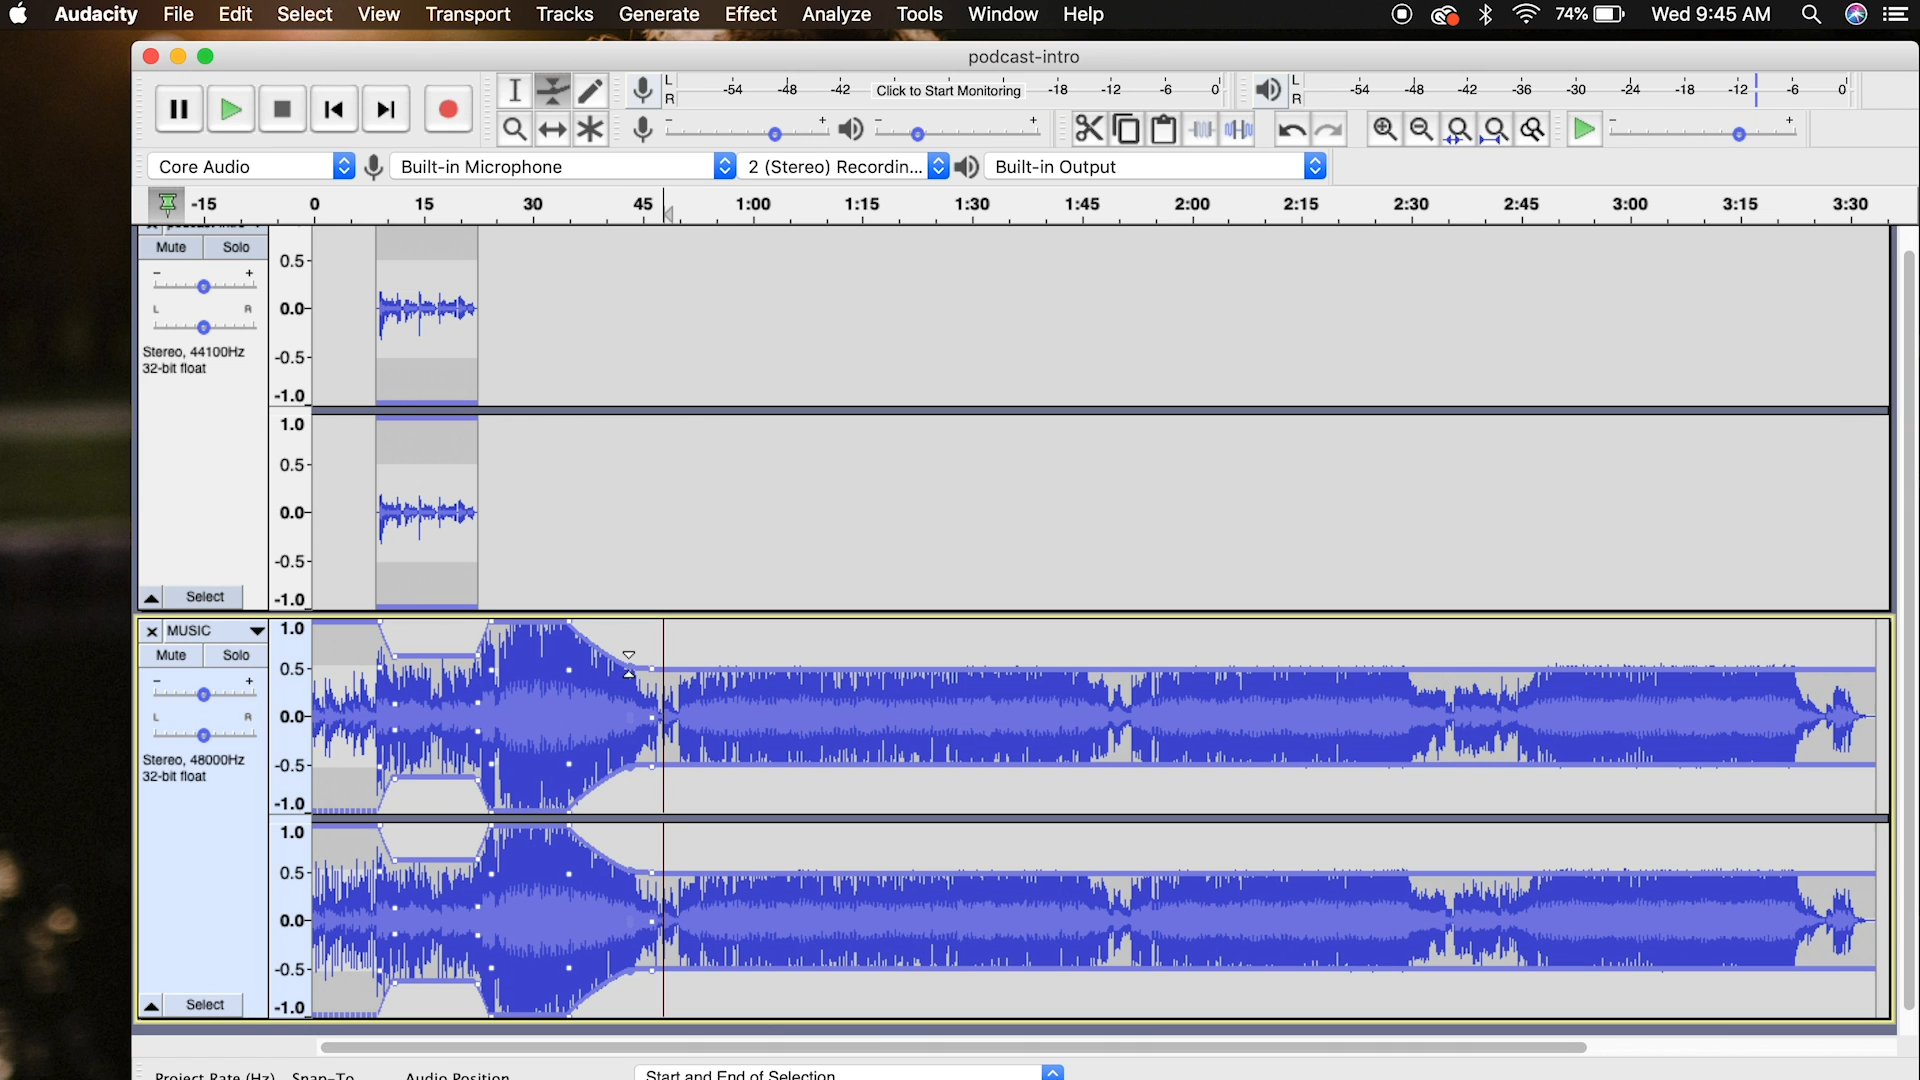 Audacity File Edit Select View Transport Tracks Generate Effect Analyze Tools Window Help 74% Wed 9:45 AM
podcast-intro
L R -54 -48 -42 Click to Start Monitoring -18 -12 -6 0 L R -54 -48 -42 -36 -30 -24 -18 -12 -6 0
- + - + - +
Core Audio Built-in Microphone 2 (Stereo) Recordin... Built-in Output
-15 0 15 30 45 1:00 1:15 1:30 1:45 2:00 2:15 2:30 2:45 3:00 3:15 3:30
Mute Solo
0.5
- +
0.0
L R
Stereo, 44100Hz
-0.5
32-bit float
-1.0
1.0
0.5
0.0
-0.5
Select
-1.0
MUSIC 1.0
Mute Solo
0.5
- +
0.0
L R
Stereo, 48000Hz
-0.5
32-bit float
-1.0
1.0
0.5
0.0
-0.5
Select -1.0
Project Rate (Hz) Snap-To Audio Position Start and End of Selection